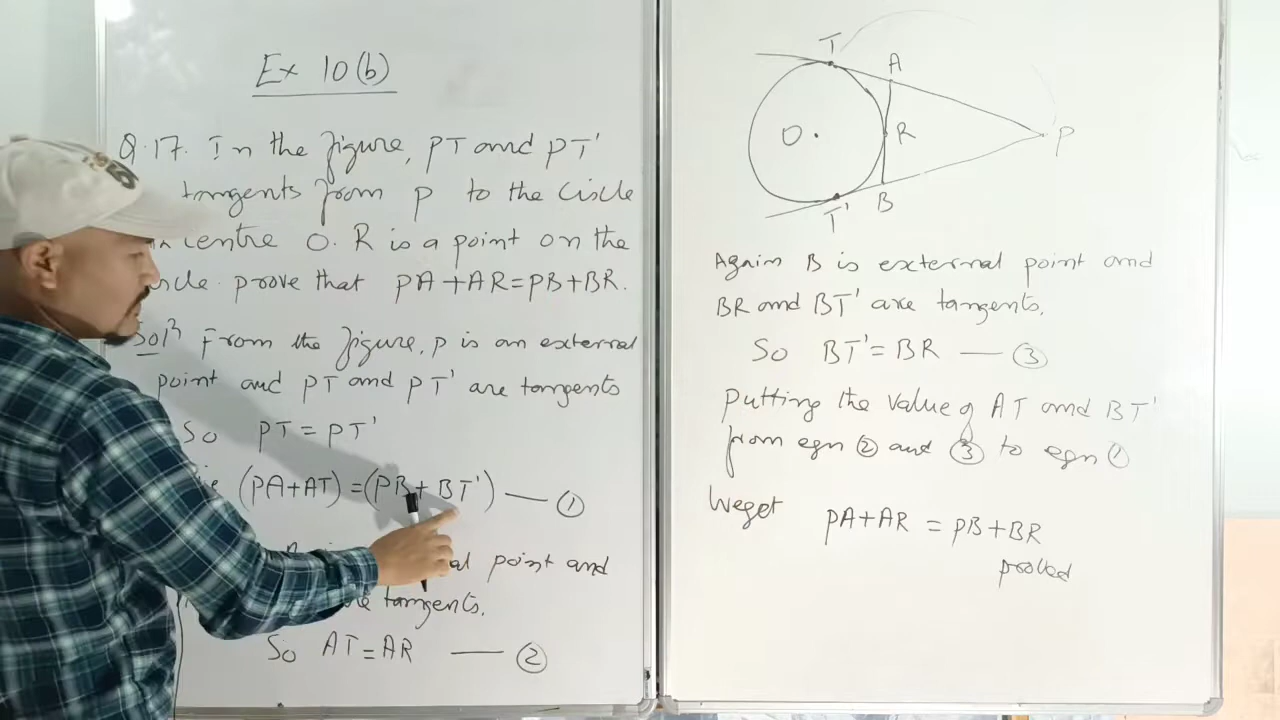 Ex 10(b)
Q.17. In the figure, PT and PT'
tangents from P to the Circle
centre O. R is a point on the
prove that PA+AR=PB+BR.
Sol^n From the figure, P is an external
point and PT and PT' are tangents
So PT = PT'
ie (PA+AT) = (PB+BT') — ①
point and
tangents.
So AT = AR — ②
T
A
O
R
P
B
T'
Again B is external point and
BR and BT' are tangents.
So BT' = BR — ③
putting the value of AT and BT'
from eqn ② and ③ to eqn ①
We get PA+AR = PB+BR
proved